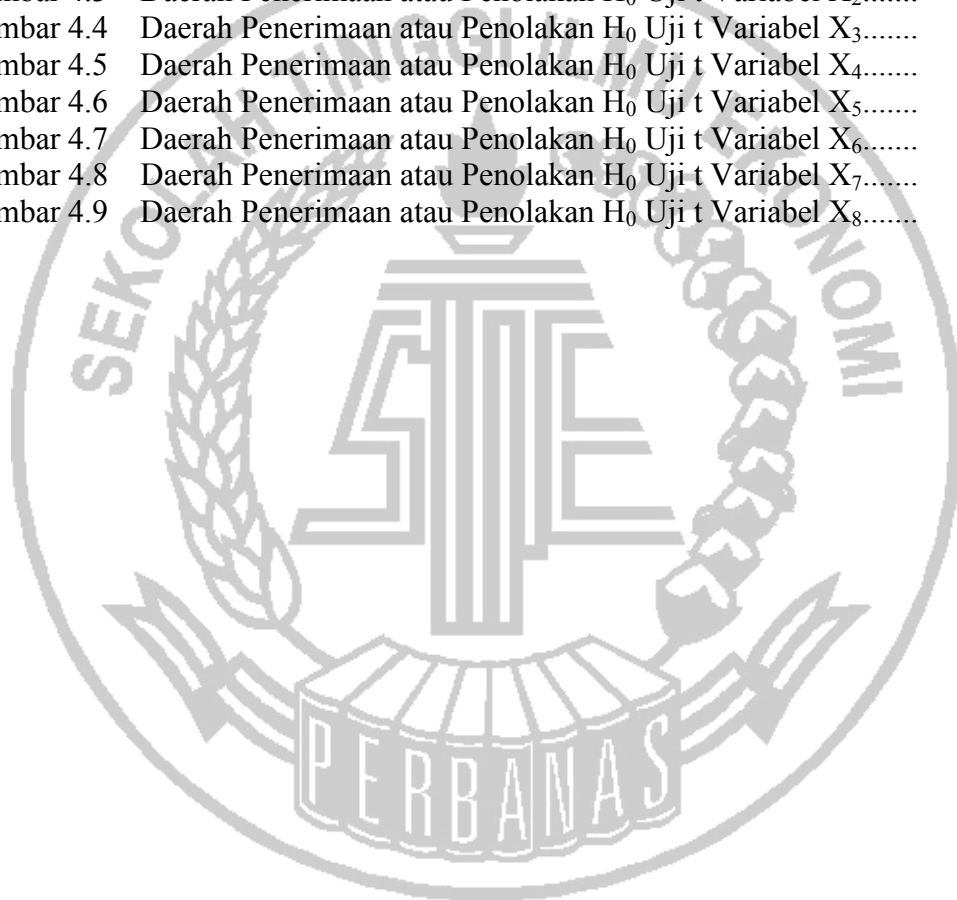 mbar 4.3 Daerah Penerimaan atau Penolakan H₀ Uji t Variabel X₂.......
mbar 4.4 Daerah Penerimaan atau Penolakan H₀ Uji t Variabel X₃.......
mbar 4.5 Daerah Penerimaan atau Penolakan H₀ Uji t Variabel X₄.......
mbar 4.6 Daerah Penerimaan atau Penolakan H₀ Uji t Variabel X₅.......
mbar 4.7 Daerah Penerimaan atau Penolakan H₀ Uji t Variabel X₆.......
mbar 4.8 Daerah Penerimaan atau Penolakan H₀ Uji t Variabel X₇.......
mbar 4.9 Daerah Penerimaan atau Penolakan H₀ Uji t Variabel X₈.......
SEKOLAH TINGGI ILMU EKONOMI
STIE
PERBANAS